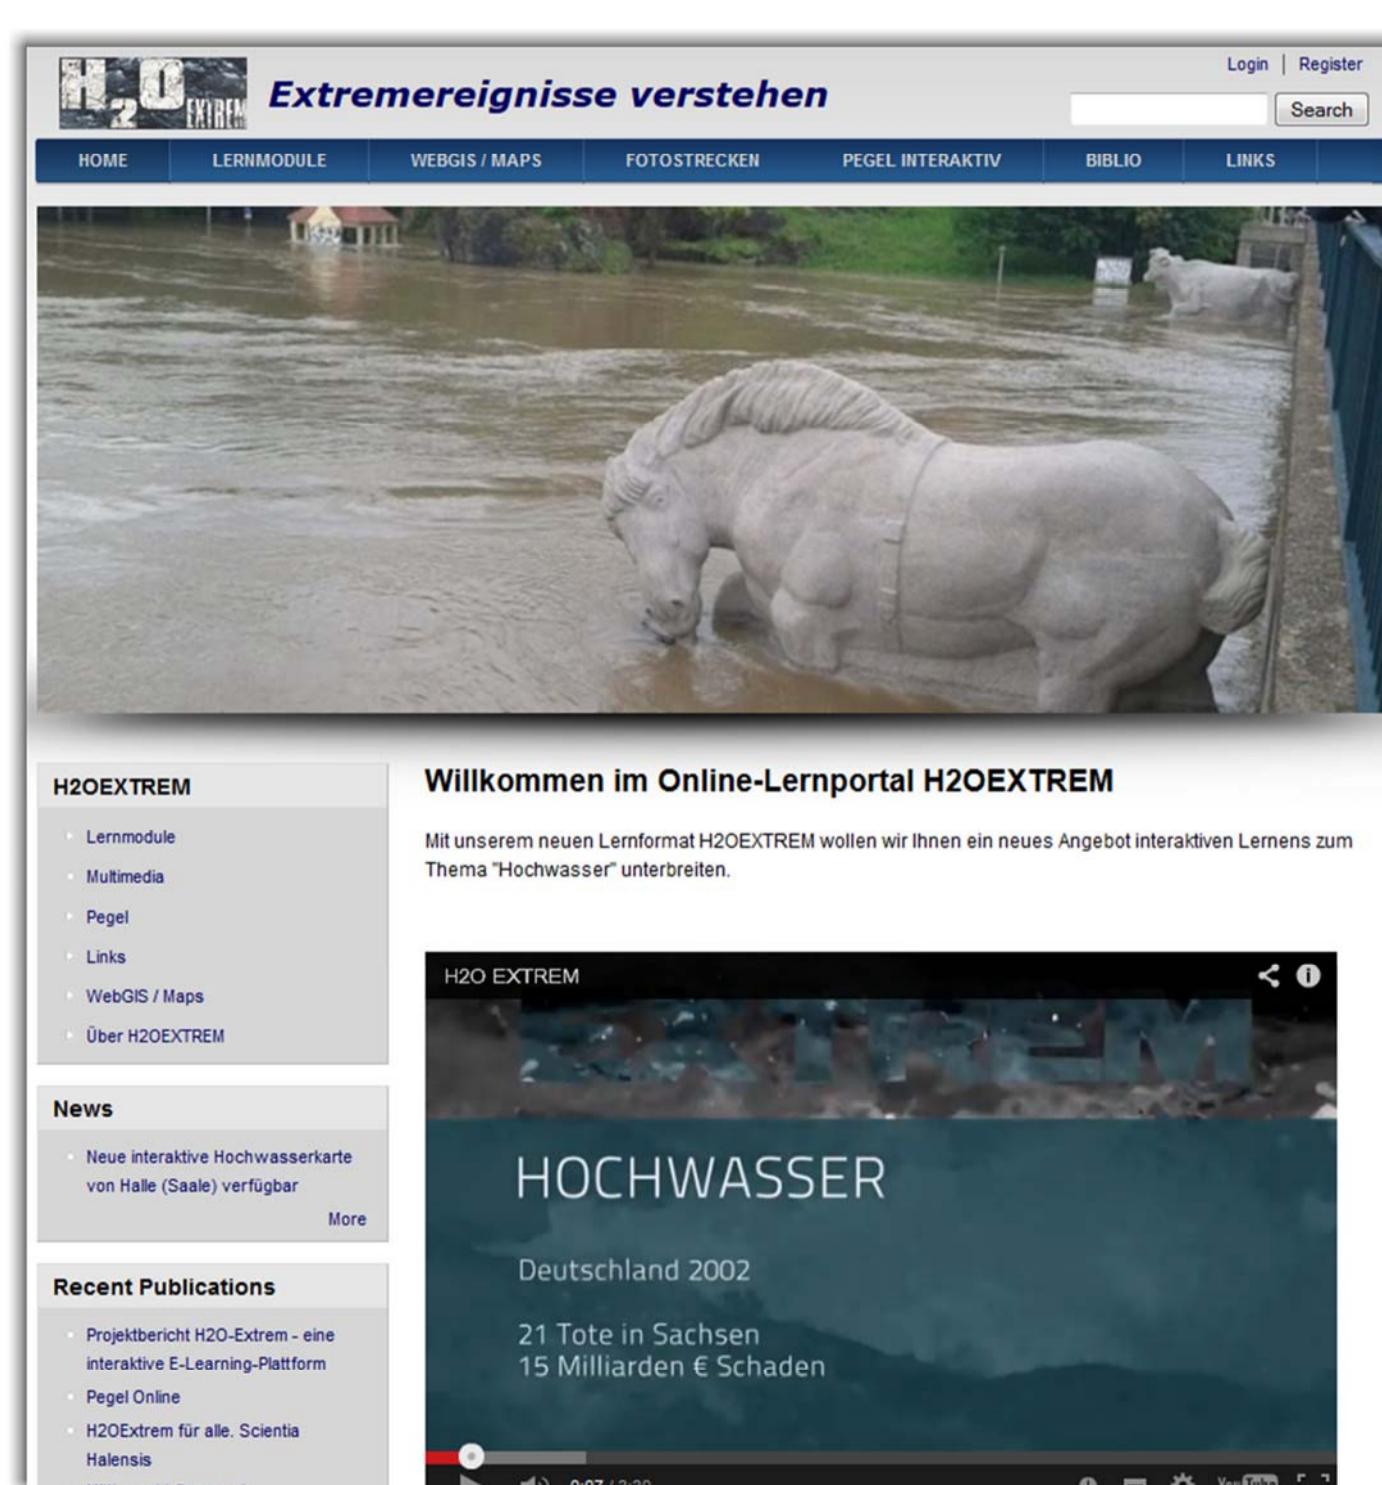 H2O EXTREM
Extremereignisse verstehen
Login | Register
Search
HOME LERNMODULE WEBGIS / MAPS FOTOSTRECKEN PEGEL INTERAKTIV BIBLIO LINKS
H2OEXTREM
Lernmodule
Multimedia
Pegel
Links
WebGIS / Maps
Über H2OEXTREM
News
Neue interaktive Hochwasserkarte
von Halle (Saale) verfügbar
More
Recent Publications
Projektbericht H2O-Extrem - eine
interaktive E-Learning-Plattform
Pegel Online
H2OExtrem für alle. Scientia
Halensis
Willkommen im Online-Lernportal H2OEXTREM
Mit unserem neuen Lernformat H2OEXTREM wollen wir Ihnen ein neues Angebot interaktiven Lernens zum
Thema "Hochwasser" unterbreiten.
H2O EXTREM
EXTREM
HOCHWASSER
Deutschland 2002
21 Tote in Sachsen
15 Milliarden € Schaden
YouTube